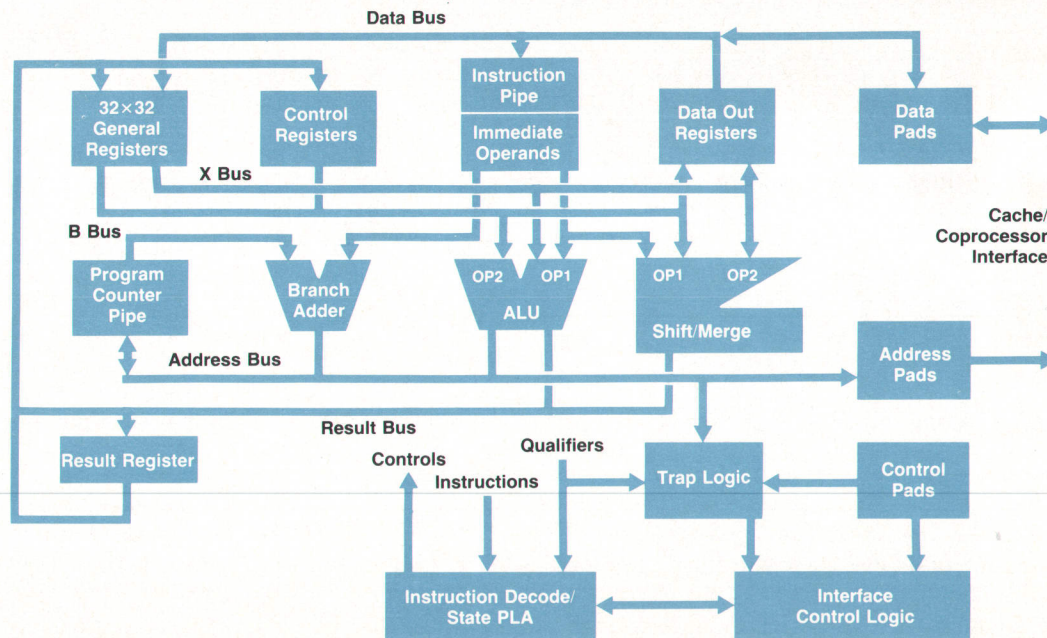 Data Bus
32×32
General
Registers
Control
Registers
Instruction
Pipe
Immediate
Operands
Data Out
Registers
Data
Pads
X Bus
Cache/
Coprocessor
Interface
B Bus
Program
Counter
Pipe
Branch
Adder
OP2
OP1
ALU
OP1
OP2
Shift/Merge
Address Bus
Address
Pads
Result Bus
Result Register
Controls
Instructions
Qualifiers
Trap Logic
Control
Pads
Instruction Decode/
State PLA
Interface
Control Logic